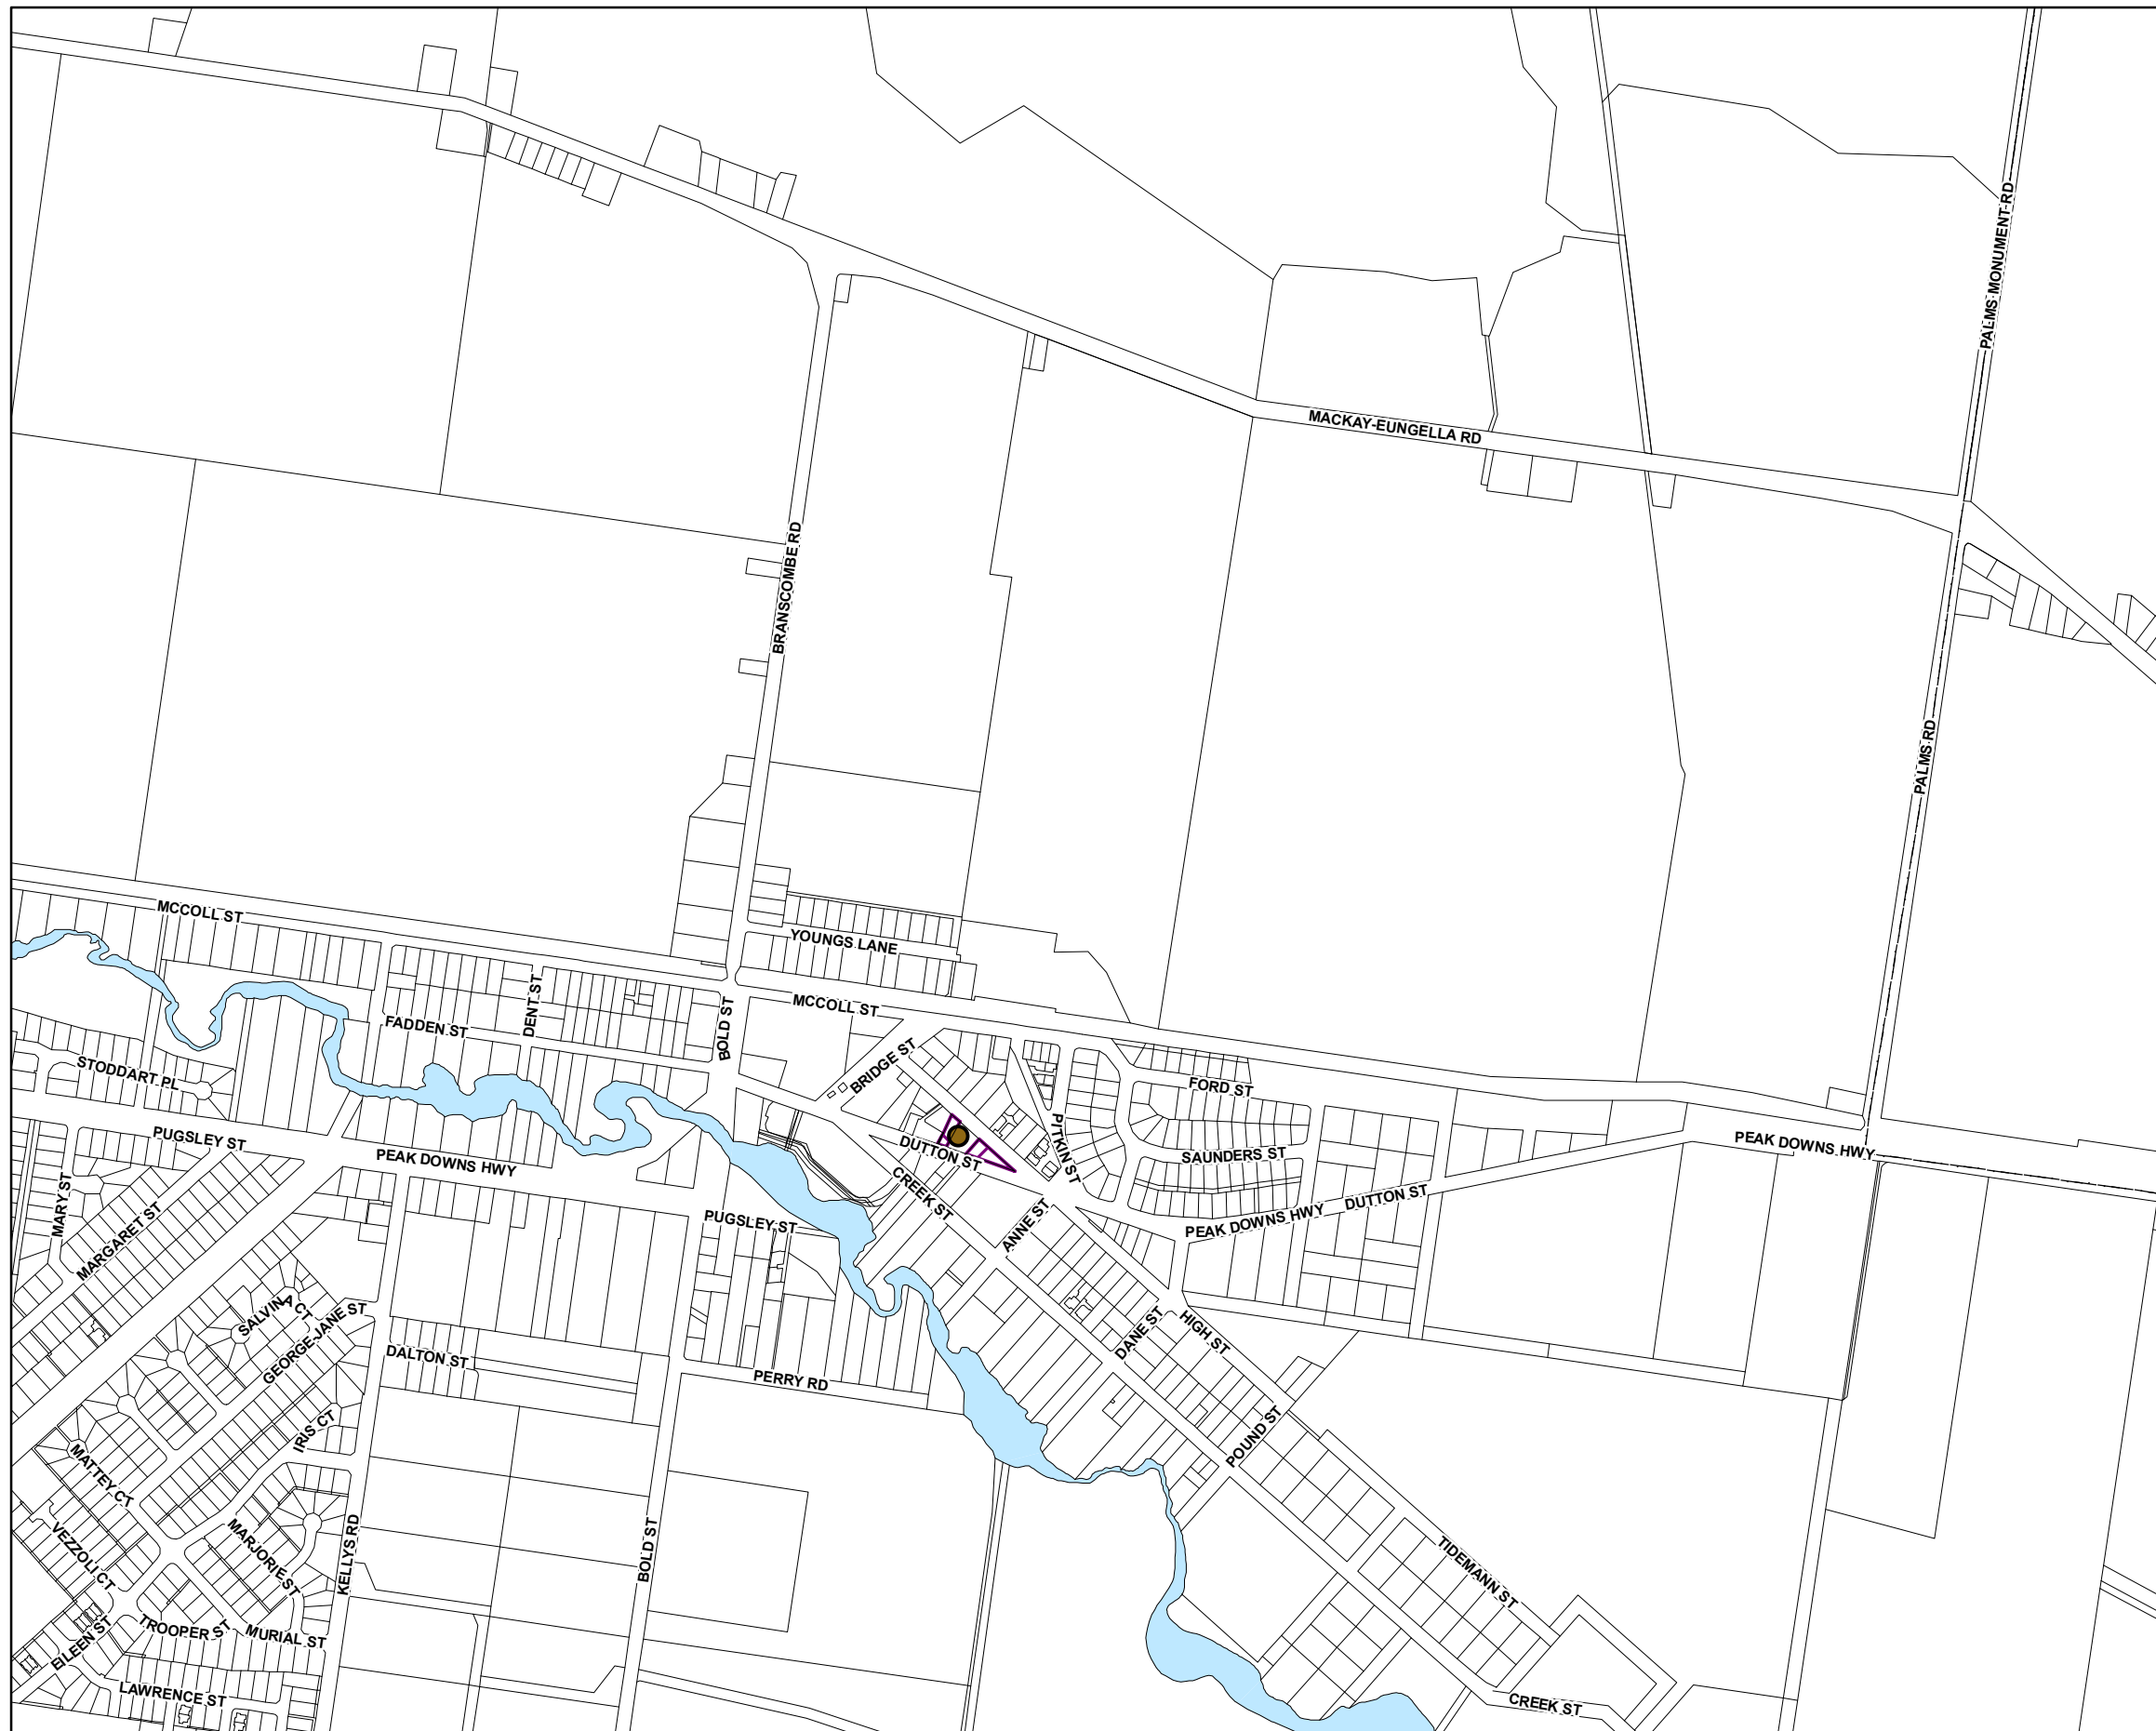 PALMS MONUMENT RD
MACKAY-EUNGELLA RD
BRANSCOMBE RD
PALMS RD
MCCOLL ST
YOUNGS LANE
MCCOLL ST
DENT ST
FADDEN ST
BOLD ST
BRIDGE ST
STODDART PL
FORD ST
PITKIN ST
PUGSLEY ST
PEAK DOWNS HWY
DUTTON ST
SAUNDERS ST
PEAK DOWNS HWY
MARY ST
CREEK ST
MARGARET ST
PUGSLEY ST
ANNE ST
PEAK DOWNS HWY
DUTTON ST
SALVINA CT
GEORGE-JANE ST
DALTON ST
DANE ST
HIGH ST
PERRY RD
IRIS CT
POUND ST
MATTEY CT
VEZZOLI CT
MARJORIE ST
KELLYS RD
BOLD ST
TIDEMANN ST
EILEEN ST
TROOPER ST
MURIAL ST
LAWRENCE ST
CREEK ST